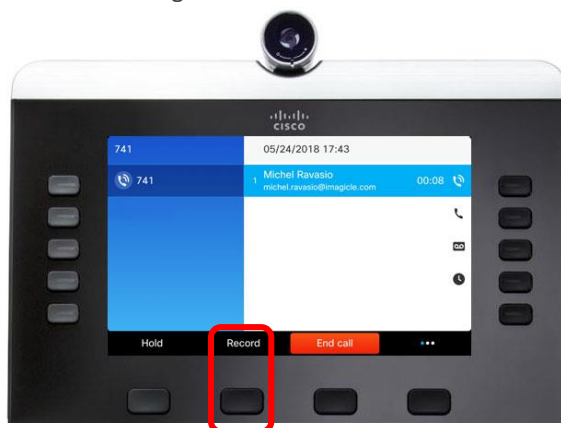 CISCO
741
05/24/2018 17:43
741
1 Michel Ravasio
michel.ravasio@imagicle.com
00:08
Hold
Record
End call